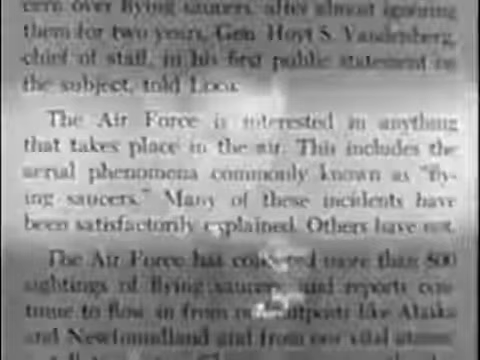 cern over flying saucers, after almost ignoring
them for two years, Gen. Hoyt S. Vandenberg,
chief of staff, in his first public statement on
the subject, told LOOK
The Air Force is interested in anything
that takes place in the air. This includes the
aerial phenomena commonly known as "fly-
ing saucers." Many of these incidents have
been satisfactorily explained. Others have not.
The Air Force has collected more than 800
sightings of flying saucers, and reports con-
tinue to flow in from outposts like Alaska
and Newfoundland and from our vital atomic